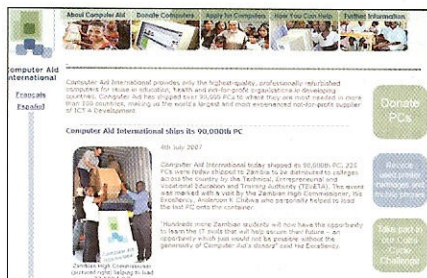 About Computer Aid
Donate Computers
Apply for Computers
How You Can Help
Further Information
Computer Aid
International
Français
Español
Computer Aid International provides only the highest-quality, professionally refurbished
computers for reuse in education, health and not-for-profit organisations in developing
countries. Computer Aid has shipped over 90,000 PCs to where they are most needed in more
than 100 countries, making us the world's largest and most experienced not-for-profit supplier
of ICT 4 Development
Donate
PCs
Computer Aid International ships its 90,000th PC
4th July 2007
Computer Aid International today shipped its 90,000th PC, 225
PCs were today shipped to Zambia to be distributed to colleges
across the country by the Technical, Entrepreneurial and
Vocational Education and Training Authority (TEVETA). This event
was marked with a visit by the Zambian High Commissioner, His
Excellency, Anderson K Chibwa who personally helped to load
the last PC onto the container.
"Hundreds more Zambian students will now have the opportunity
to learn the IT skills that will help secure their future – an
opportunity which just would not be possible without the
generosity of Computer Aid's donors" said His Excellency.
Zambian High Commissioner
(pictured right) helping to load
Recycle
used printer
cartridges and
mobile phones
Take part in
our
Cycle
Challenge